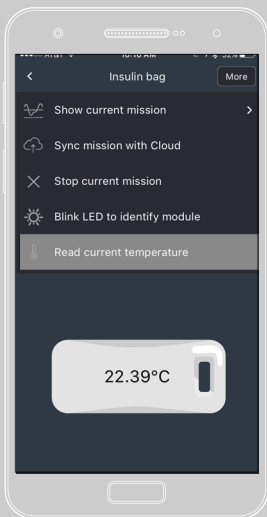 Insulin bag
More
Show current mission
Sync mission with Cloud
Stop current mission
Blink LED to identify module
Read current temperature
22.39°C